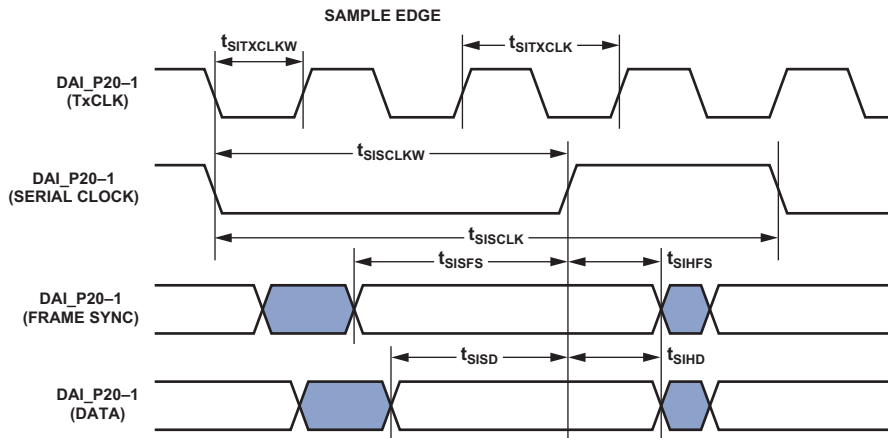 SAMPLE EDGE
tSITXCLKW
tSITXCLK
DAI_P20–1
(TxCLK)
tSISCLKW
DAI_P20–1
(SERIAL CLOCK)
tSISCLK
tSISFS
tSIHFS
DAI_P20–1
(FRAME SYNC)
tSISD
tSIHD
DAI_P20–1
(DATA)